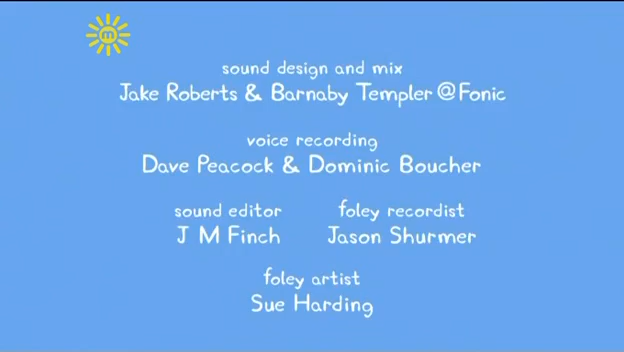 m
sound design and mix
Jake Roberts & Barnaby Templer @Fonic
voice recording
Dave Peacock & Dominic Boucher
sound editor
foley recordist
J M Finch
Jason Shurmer
foley artist
Sue Harding